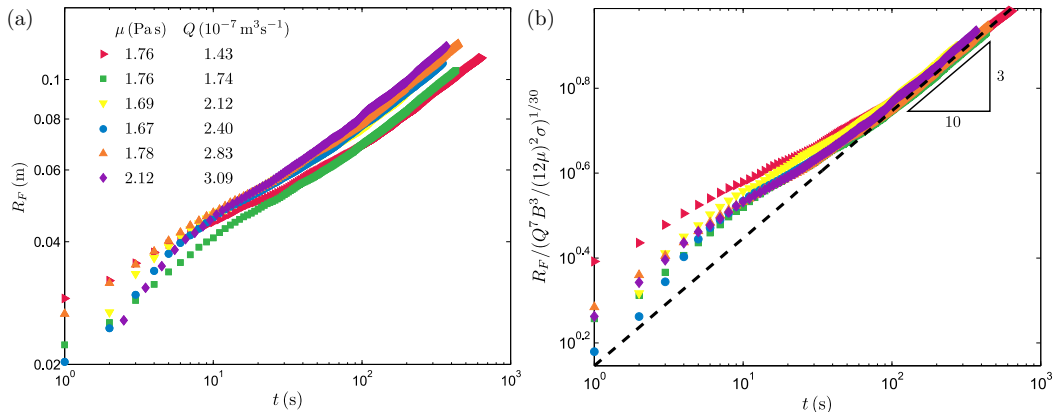 (a)
μ (Pa s) Q (10⁻⁷ m³s⁻¹)
1.76 1.43
1.76 1.74
1.69 2.12
1.67 2.40
1.78 2.83
2.12 3.09
R_F (m)
0.1
0.08
0.06
0.04
0.02
10⁰ 10¹ 10² 10³
t (s)
(b)
R_F/(Q⁷B³/(12μ)²σ)^{1/30}
10^{0.8}
10^{0.6}
10^{0.4}
10^{0.2}
3
10
10⁰ 10¹ 10² 10³
t (s)